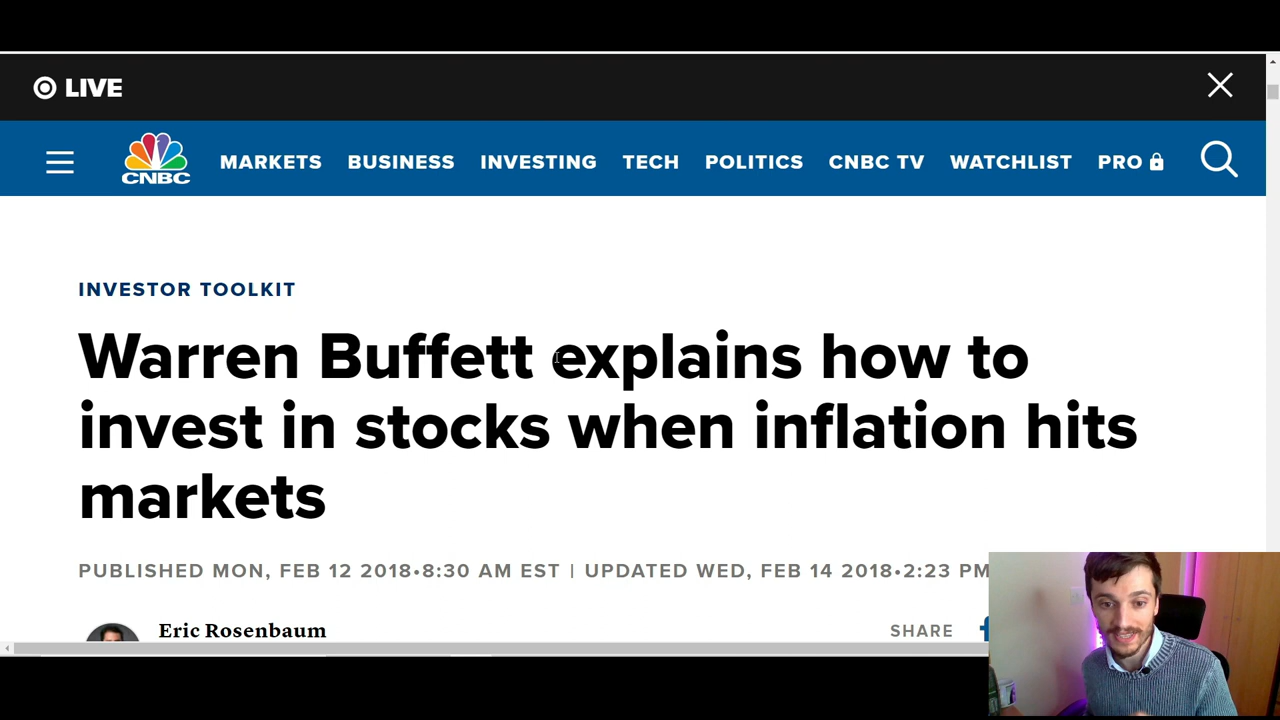 LIVE
CNBC
MARKETS BUSINESS INVESTING TECH POLITICS CNBC TV WATCHLIST PRO
INVESTOR TOOLKIT
Warren Buffett explains how to
invest in stocks when inflation hits
markets
PUBLISHED MON, FEB 12 2018•8:30 AM EST | UPDATED WED, FEB 14 2018•2:23 PM
Eric Rosenbaum
SHARE